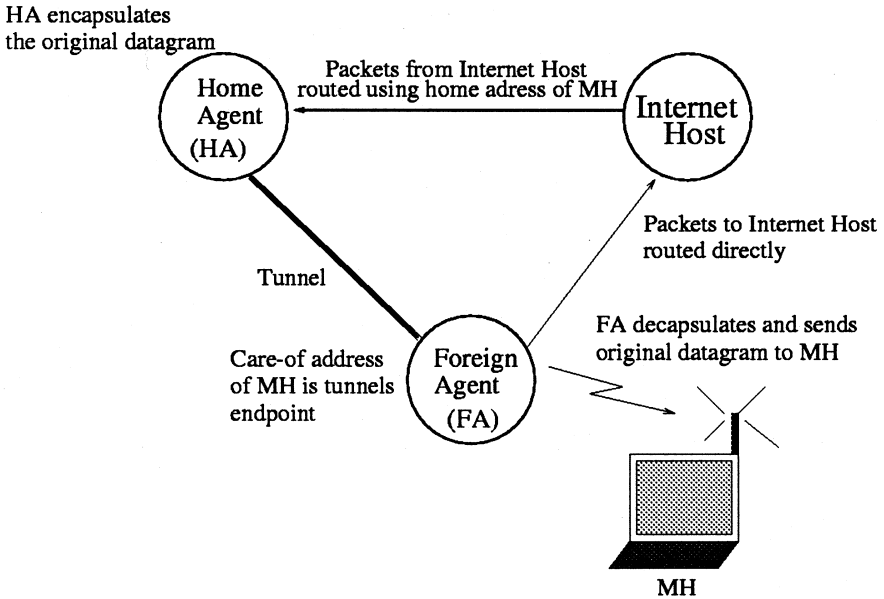 HA encapsulates
the original datagram
Home
Agent
(HA)
Packets from Internet Host
routed using home adress of MH
Internet
Host
Packets to Internet Host
routed directly
Tunnel
Care-of address
of MH is tunnels
endpoint
Foreign
Agent
(FA)
FA decapsulates and sends
original datagram to MH
MH